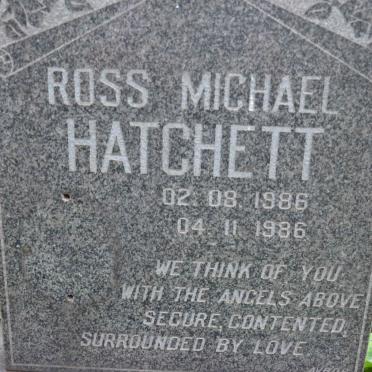 ROSS MICHAEL
HATCHETT
02. 08. 1986
04. 11 1986
WE THINK OF YOU
WITH THE ANGELS ABOVE
SECURE, CONTENTED,
SURROUNDED BY LOVE